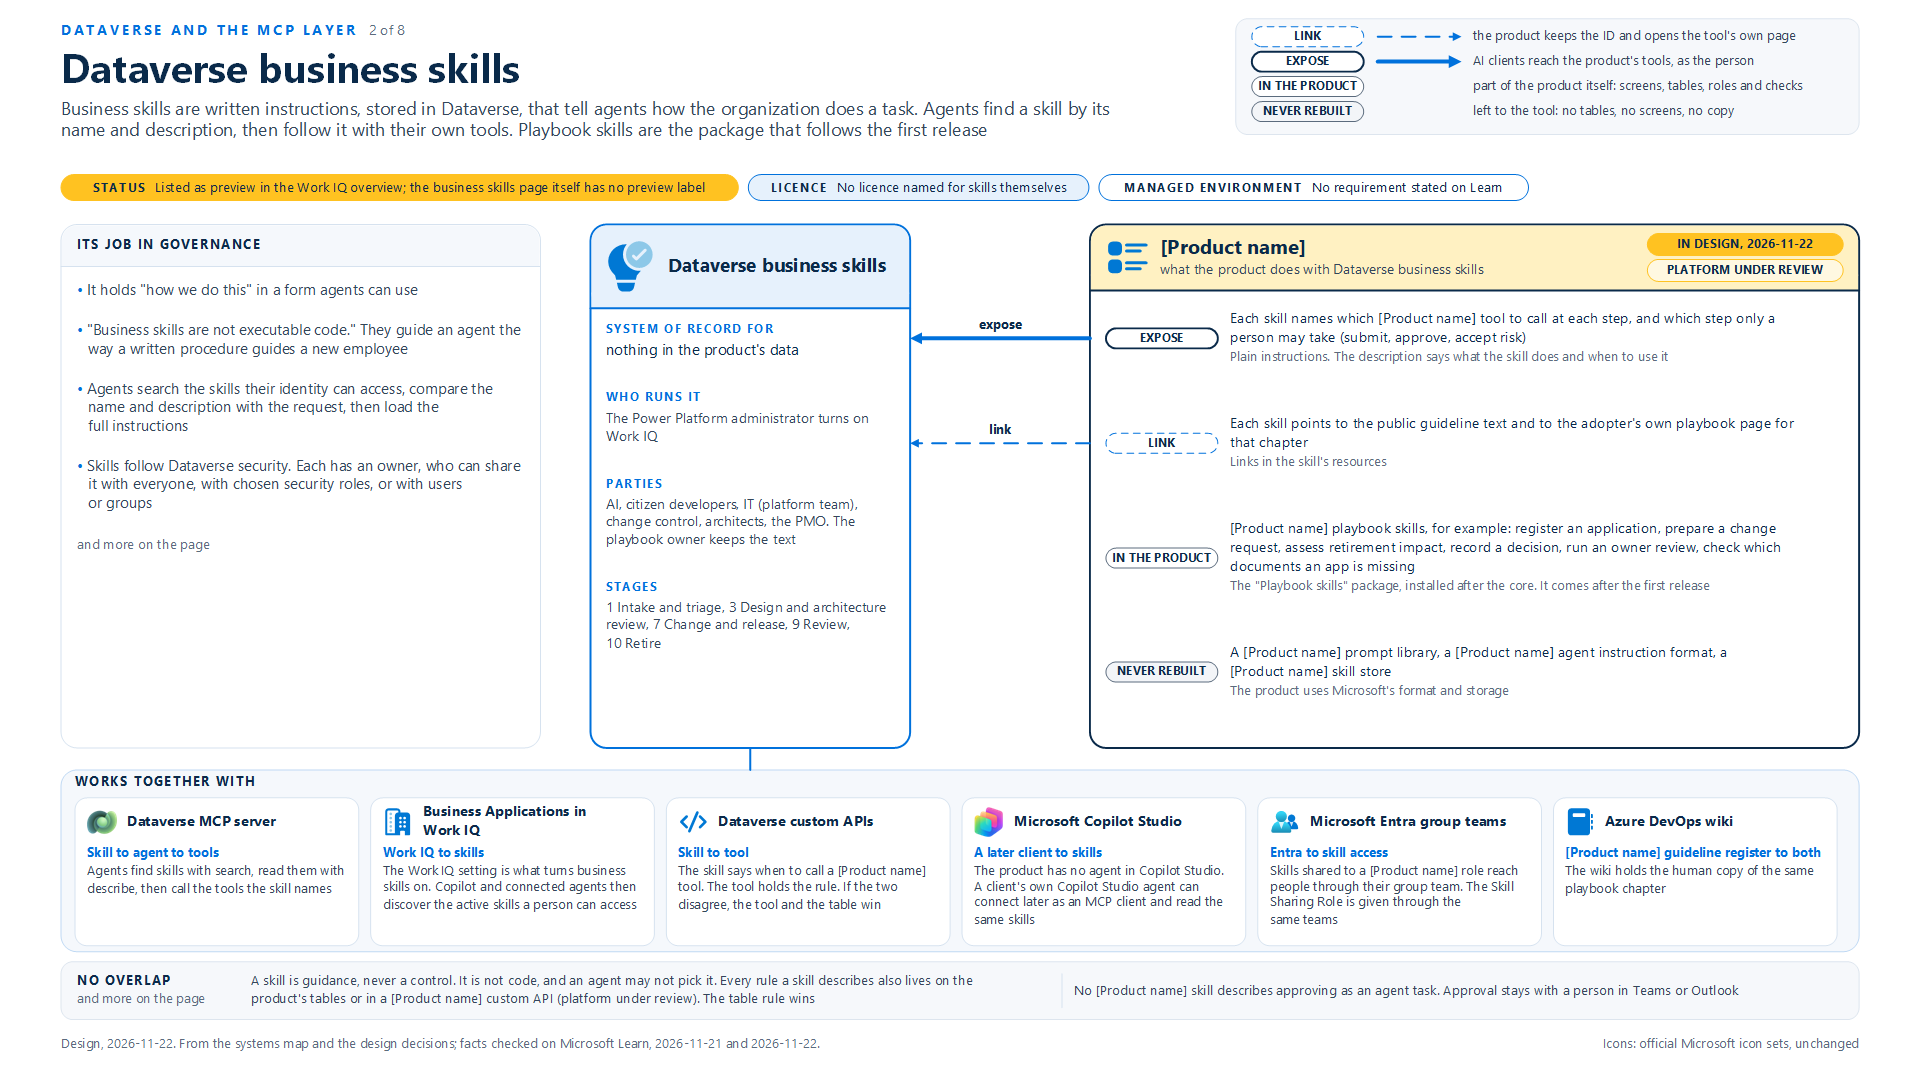 DATAVERSE AND THE MCP LAYER 2 of 8
Dataverse business skills
Business skills are written instructions, stored in Dataverse, that tell agents how the organization does a task. Agents find a skill by its
name and description, then follow it with their own tools. Playbook skills are the package that follows the first release
LINK the product keeps the ID and opens the tool's own page
EXPOSE AI clients reach the product's tools, as the person
IN THE PRODUCT part of the product itself: screens, tables, roles and checks
NEVER REBUILT left to the tool: no tables, no screens, no copy
STATUS Listed as preview in the Work IQ overview; the business skills page itself has no preview label
LICENCE No licence named for skills themselves
MANAGED ENVIRONMENT No requirement stated on Learn
ITS JOB IN GOVERNANCE
• It holds "how we do this" in a form agents can use
• "Business skills are not executable code." They guide an agent the
way a written procedure guides a new employee
• Agents search the skills their identity can access, compare the
name and description with the request, then load the
full instructions
• Skills follow Dataverse security. Each has an owner, who can share
it with everyone, with chosen security roles, or with users
or groups
and more on the page
Dataverse business skills
SYSTEM OF RECORD FOR
nothing in the product's data
WHO RUNS IT
The Power Platform administrator turns on
Work IQ
PARTIES
AI, citizen developers, IT (platform team),
change control, architects, the PMO. The
playbook owner keeps the text
STAGES
1 Intake and triage, 3 Design and architecture
review, 7 Change and release, 9 Review,
10 Retire
expose
link
[Product name]
what the product does with Dataverse business skills
IN DESIGN, 2026-11-22
PLATFORM UNDER REVIEW
EXPOSE
Each skill names which [Product name] tool to call at each step, and which step only a
person may take (submit, approve, accept risk)
Plain instructions. The description says what the skill does and when to use it
LINK
Each skill points to the public guideline text and to the adopter's own playbook page for
that chapter
Links in the skill's resources
IN THE PRODUCT
[Product name] playbook skills, for example: register an application, prepare a change
request, assess retirement impact, record a decision, run an owner review, check which
documents an app is missing
The "Playbook skills" package, installed after the core. It comes after the first release
NEVER REBUILT
A [Product name] prompt library, a [Product name] agent instruction format, a
[Product name] skill store
The product uses Microsoft's format and storage
WORKS TOGETHER WITH
Dataverse MCP server
Skill to agent to tools
Agents find skills with search, read them with
describe, then call the tools the skill names
Business Applications in
Work IQ
Work IQ to skills
The Work IQ setting is what turns business
skills on. Copilot and connected agents then
discover the active skills a person can access
Dataverse custom APIs
Skill to tool
The skill says when to call a [Product name]
tool. The tool holds the rule. If the two
disagree, the tool and the table win
Microsoft Copilot Studio
A later client to skills
The product has no agent in Copilot Studio.
A client's own Copilot Studio agent can
connect later as an MCP client and read the
same skills
Microsoft Entra group teams
Entra to skill access
Skills shared to a [Product name] role reach
people through their group team. The Skill
Sharing Role is given through the
same teams
Azure DevOps wiki
[Product name] guideline register to both
The wiki holds the human copy of the same
playbook chapter
NO OVERLAP
and more on the page
A skill is guidance, never a control. It is not code, and an agent may not pick it. Every rule a skill describes also lives on the
product's tables or in a [Product name] custom API (platform under review). The table rule wins
No [Product name] skill describes approving as an agent task. Approval stays with a person in Teams or Outlook
Design, 2026-11-22. From the systems map and the design decisions; facts checked on Microsoft Learn, 2026-11-21 and 2026-11-22.
Icons: official Microsoft icon sets, unchanged